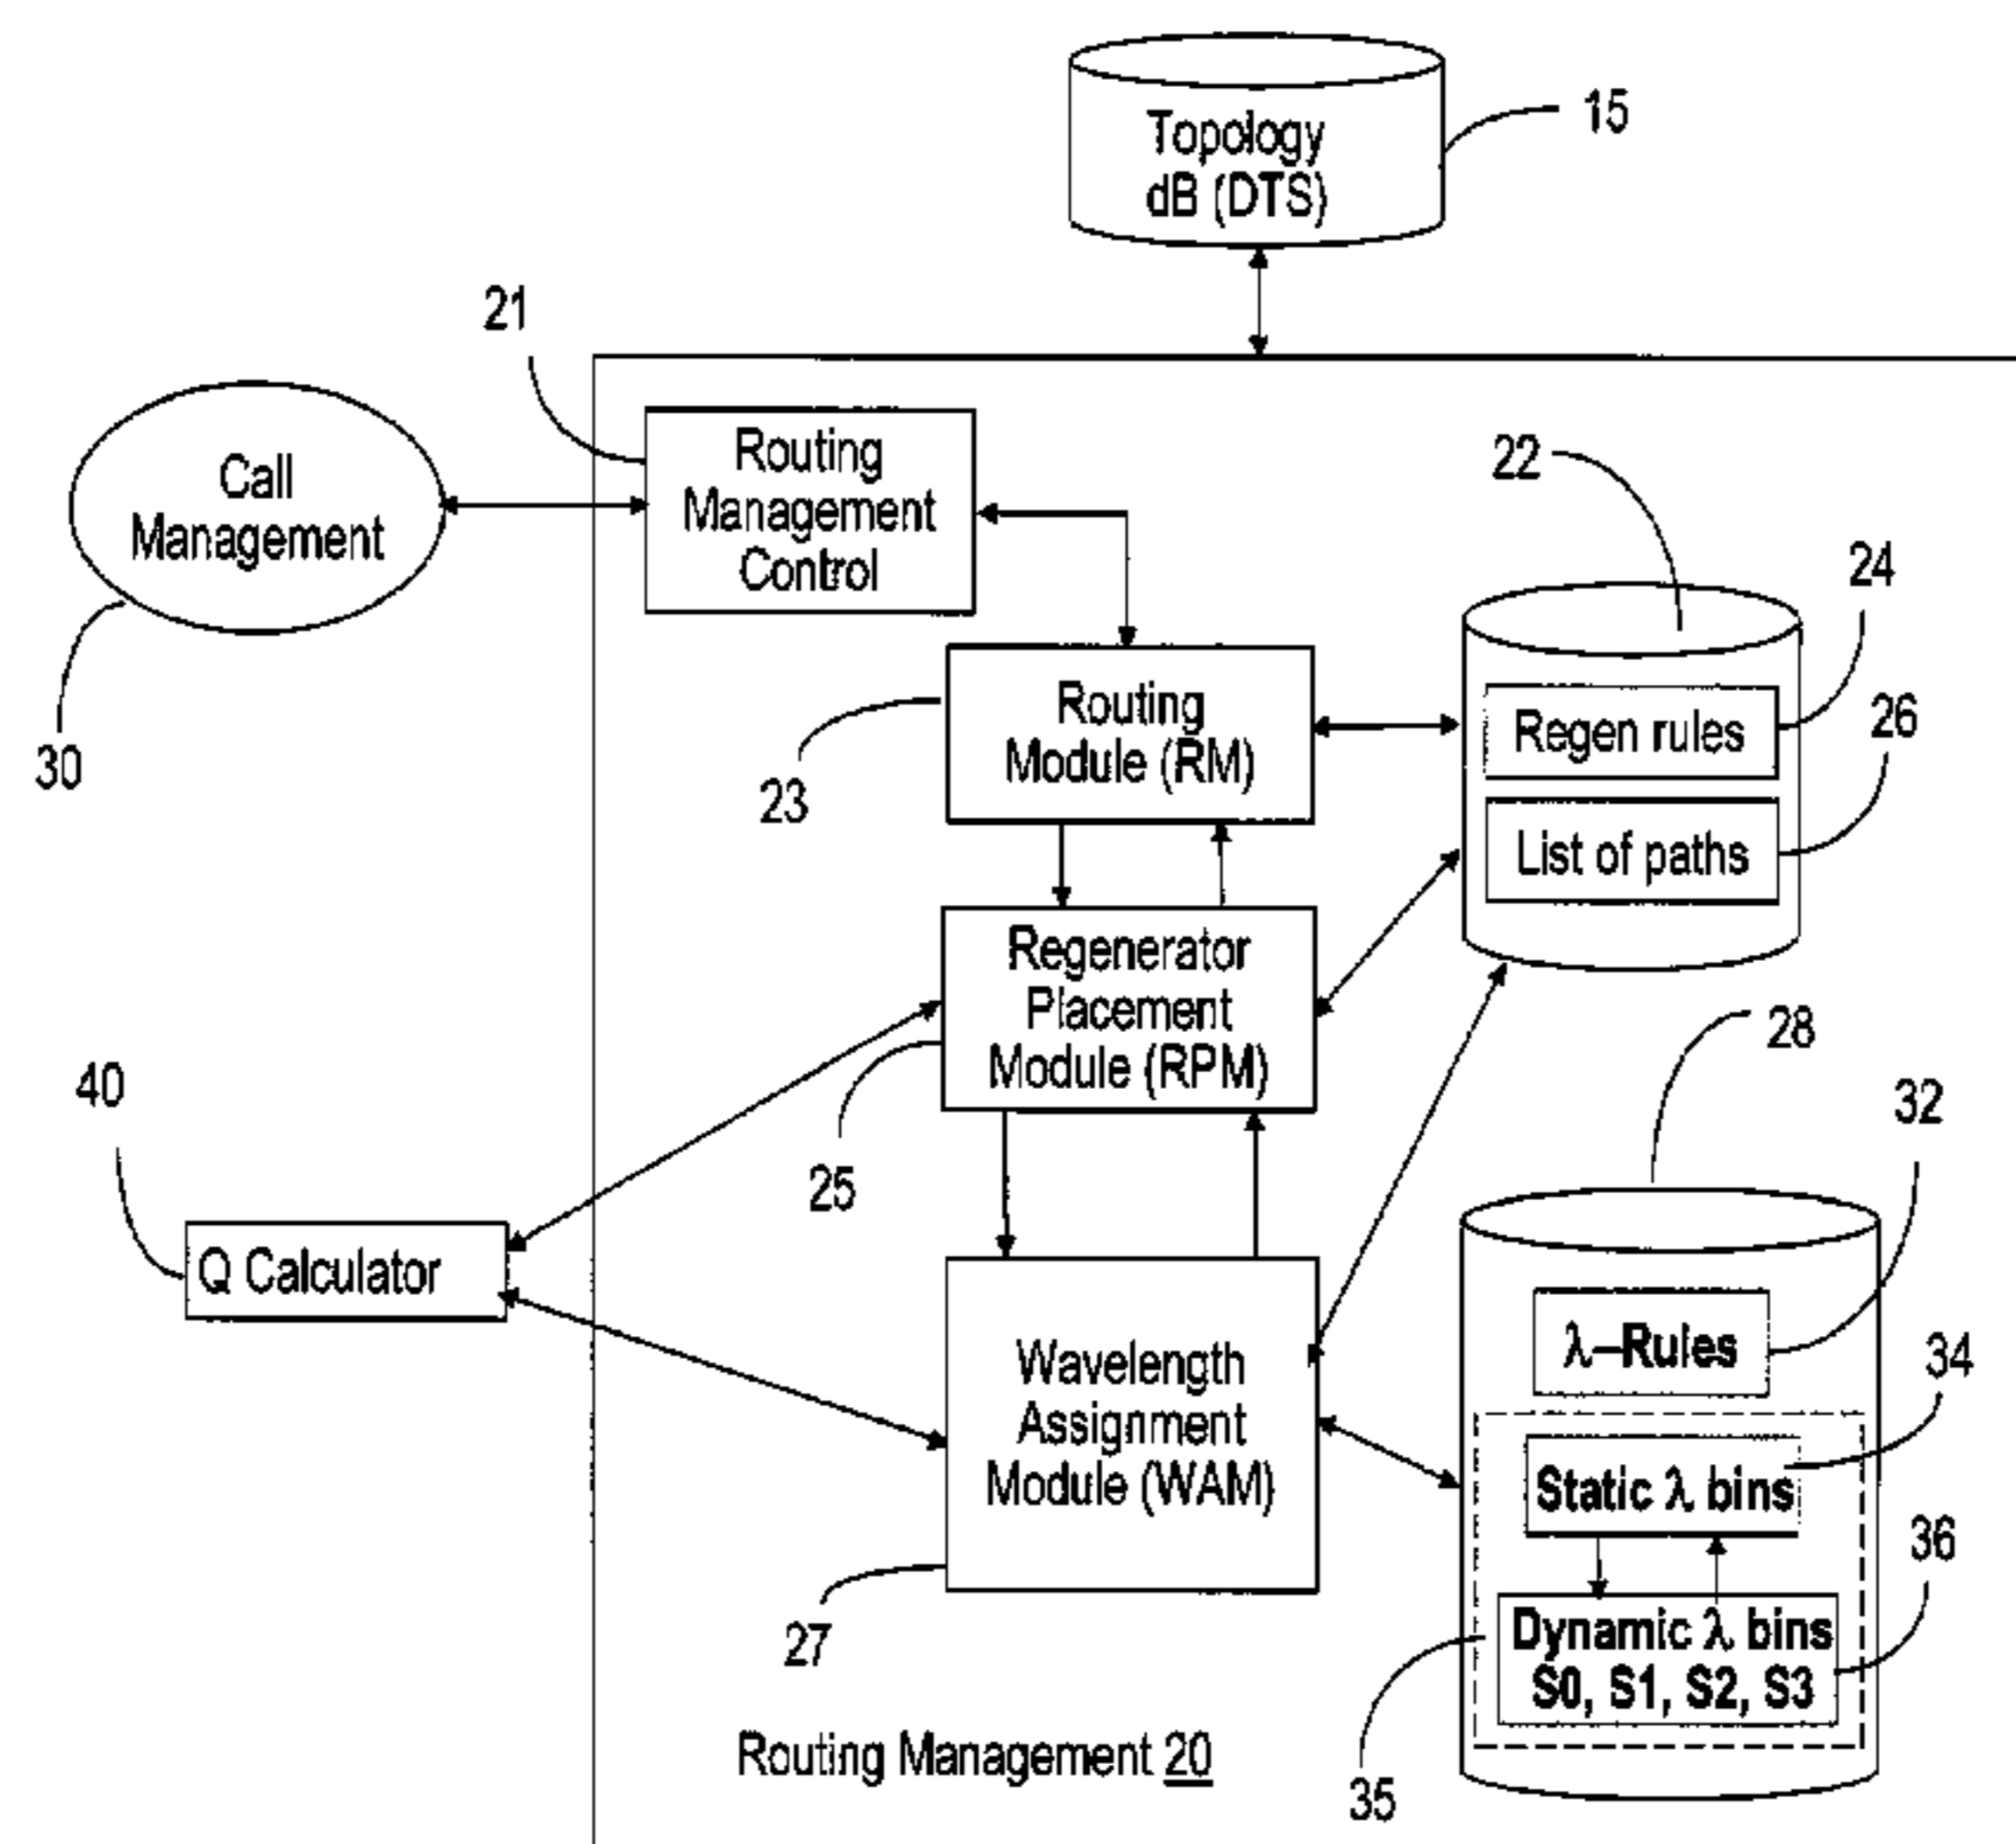 Topology
dB (DTS)
15
21
Call
Management
30
Routing
Management
Control
22
24
26
Routing
Module (RM)
23
Regen rules
List of paths
Regenerator
Placement
Module (RPM)
25
28
32
34
36
40
Q Calculator
Wavelength
Assignment
Module (WAM)
27
λ–Rules
Static λ bins
Dynamic λ bins
S0, S1, S2, S3
35
Routing Management 20